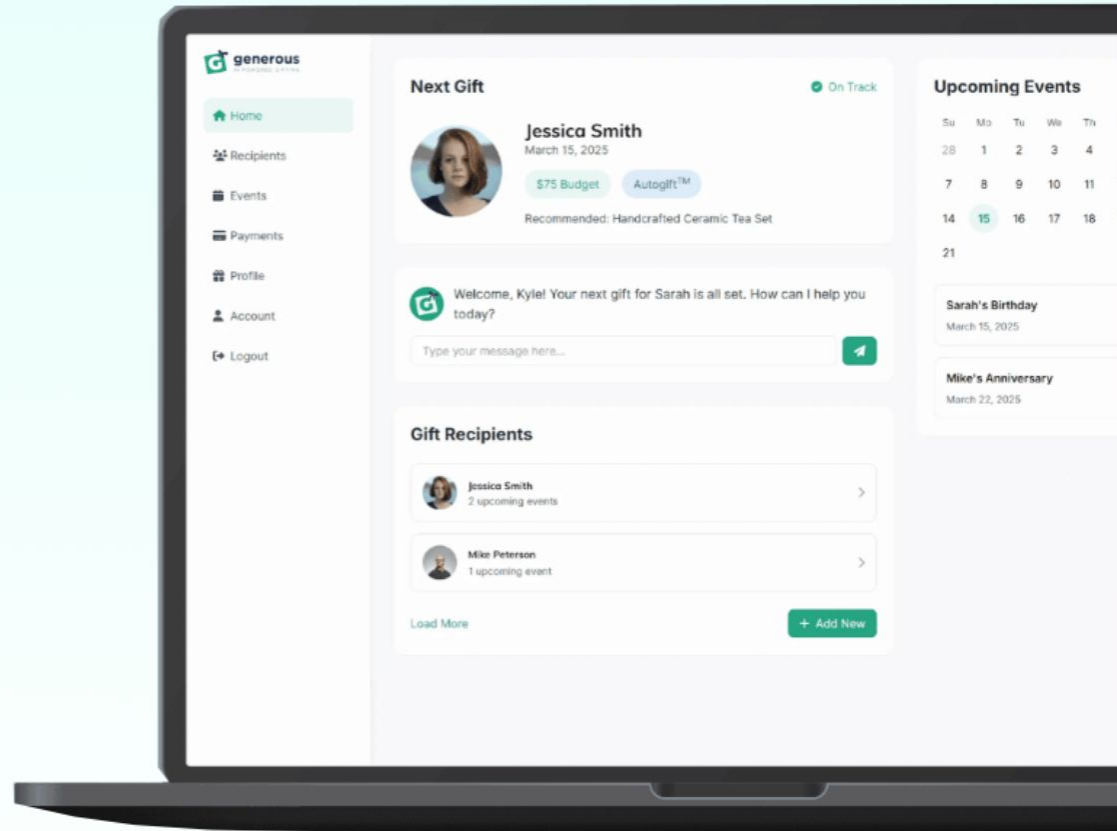 generous
Home
Recipients
Events
Payments
Profile
Account
Logout
Next Gift
On Track
Jessica Smith
March 15, 2025
$75 Budget
Autogift™
Recommended: Handcrafted Ceramic Tea Set
Welcome, Kyle! Your next gift for Sarah is all set. How can I help you
today?
Type your message here...
Gift Recipients
Jessica Smith
2 upcoming events
Mike Peterson
1 upcoming event
Load More
+ Add New
Upcoming Events
Su Mo Tu We Th
28 1 2 3 4
7 8 9 10 11
14 15 16 17 18
21
Sarah's Birthday
March 15, 2025
Mike's Anniversary
March 22, 2025